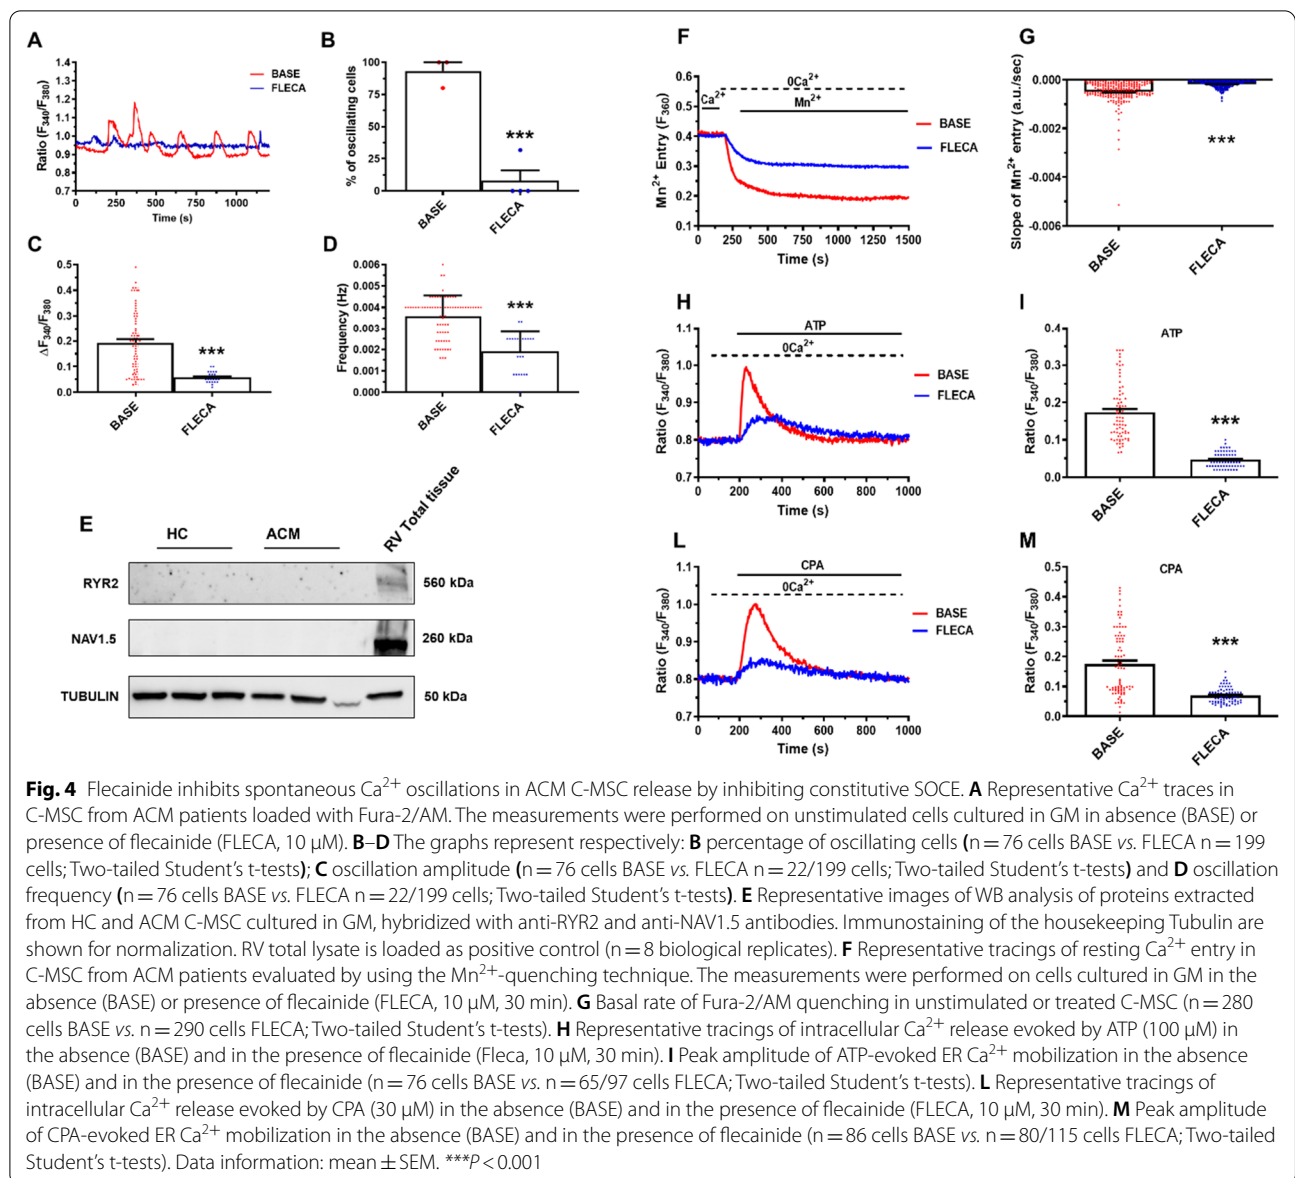 A
1.4
1.3
1.2
1.1
1.0
0.9
0.8
0.7
Ratio (F340/F380)
0 250 500 750 1000
Time (s)
BASE
FLECA
B
100
75
50
25
0
% of oscillating cells
***
BASE
FLECA
C
0.5
0.4
0.3
0.2
0.1
0.0
ΔF340/F380
***
BASE
FLECA
D
0.006
0.005
0.004
0.003
0.002
0.001
0.000
Frequency (Hz)
***
BASE
FLECA
E
HC
ACM
RV Total tissue
RYR2
560 kDa
NAV1.5
260 kDa
TUBULIN
50 kDa
F
0.6
0.5
0.4
0.3
0.2
0.1
Mn²⁺ Entry (F360)
0Ca²⁺
Ca²⁺
Mn²⁺
BASE
FLECA
0 250 500 750 1000 1250 1500
Time (s)
G
0.000
-0.002
-0.004
-0.006
Slope of Mn²⁺ entry (a.u./sec)
***
BASE
FLECA
H
1.1
1.0
0.9
0.8
0.7
Ratio (F340/F380)
ATP
0Ca²⁺
BASE
FLECA
0 200 400 600 800 1000
Time (s)
I
0.4
0.3
0.2
0.1
0.0
Ratio (F340/F380)
ATP
***
BASE
FLECA
L
1.1
1.0
0.9
0.8
0.7
Ratio (F340/F380)
CPA
0Ca²⁺
BASE
FLECA
0 200 400 600 800 1000
Time (s)
M
0.5
0.4
0.3
0.2
0.1
0.0
Ratio (F340/F380)
CPA
***
BASE
FLECA
Fig. 4 Flecainide inhibits spontaneous Ca²⁺ oscillations in ACM C-MSC release by inhibiting constitutive SOCE. A Representative Ca²⁺ traces in
C-MSC from ACM patients loaded with Fura-2/AM. The measurements were performed on unstimulated cells cultured in GM in absence (BASE) or
presence of flecainide (FLECA, 10 µM). B–D The graphs represent respectively: B percentage of oscillating cells (n = 76 cells BASE vs. FLECA n = 199
cells; Two-tailed Student's t-tests); C oscillation amplitude (n = 76 cells BASE vs. FLECA n = 22/199 cells; Two-tailed Student's t-tests) and D oscillation
frequency (n = 76 cells BASE vs. FLECA n = 22/199 cells; Two-tailed Student's t-tests). E Representative images of WB analysis of proteins extracted
from HC and ACM C-MSC cultured in GM, hybridized with anti-RYR2 and anti-NAV1.5 antibodies. Immunostaining of the housekeeping Tubulin are
shown for normalization. RV total lysate is loaded as positive control (n = 8 biological replicates). F Representative tracings of resting Ca²⁺ entry in
C-MSC from ACM patients evaluated by using the Mn²⁺-quenching technique. The measurements were performed on cells cultured in GM in the
absence (BASE) or presence of flecainide (FLECA, 10 µM, 30 min). G Basal rate of Fura-2/AM quenching in unstimulated or treated C-MSC (n = 280
cells BASE vs. n = 290 cells FLECA; Two-tailed Student's t-tests). H Representative tracings of intracellular Ca²⁺ release evoked by ATP (100 µM) in
the absence (BASE) and in the presence of flecainide (Fleca, 10 µM, 30 min). I Peak amplitude of ATP-evoked ER Ca²⁺ mobilization in the absence
(BASE) and in the presence of flecainide (n = 76 cells BASE vs. n = 65/97 cells FLECA; Two-tailed Student's t-tests). L Representative tracings of
intracellular Ca²⁺ release evoked by CPA (30 µM) in the absence (BASE) and in the presence of flecainide (FLECA, 10 µM, 30 min). M Peak amplitude
of CPA-evoked ER Ca²⁺ mobilization in the absence (BASE) and in the presence of flecainide (n = 86 cells BASE vs. n = 80/115 cells FLECA; Two-tailed
Student's t-tests). Data information: mean ± SEM. ***P < 0.001